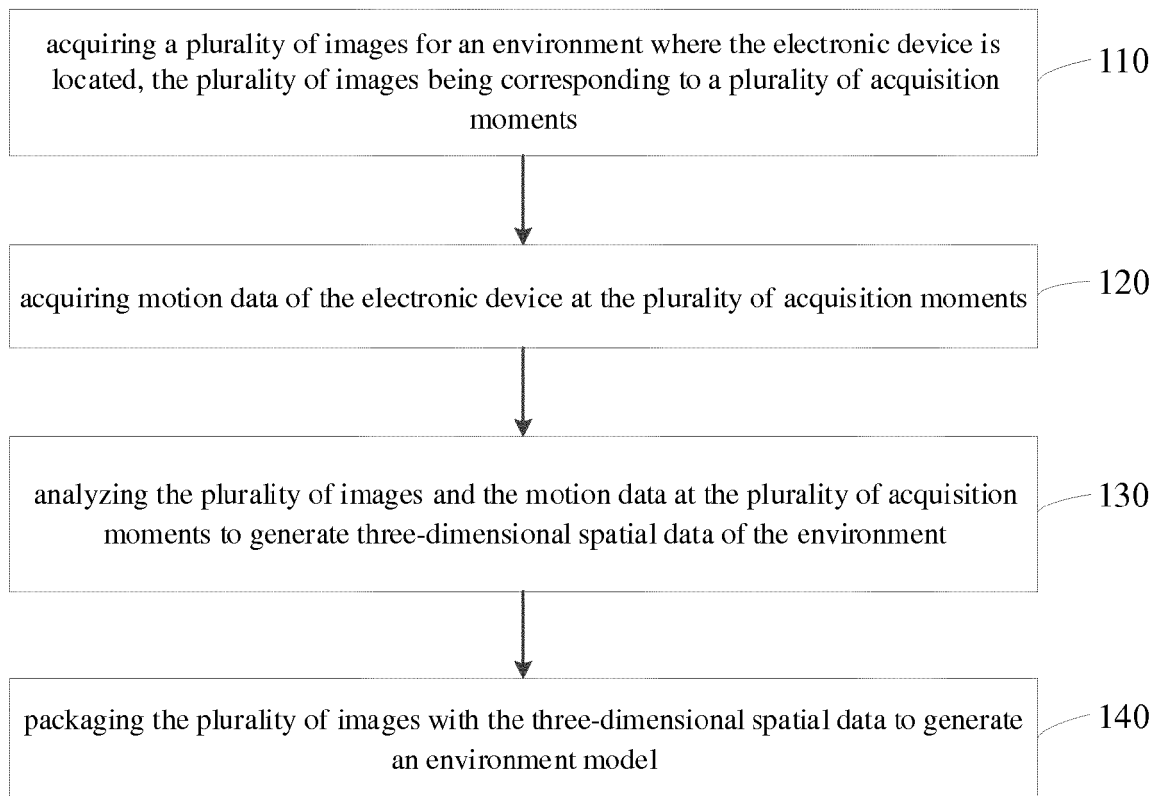 acquiring a plurality of images for an environment where the electronic device is
located, the plurality of images being corresponding to a plurality of acquisition
moments
110
acquiring motion data of the electronic device at the plurality of acquisition moments
120
analyzing the plurality of images and the motion data at the plurality of acquisition
moments to generate three-dimensional spatial data of the environment
130
packaging the plurality of images with the three-dimensional spatial data to generate
an environment model
140